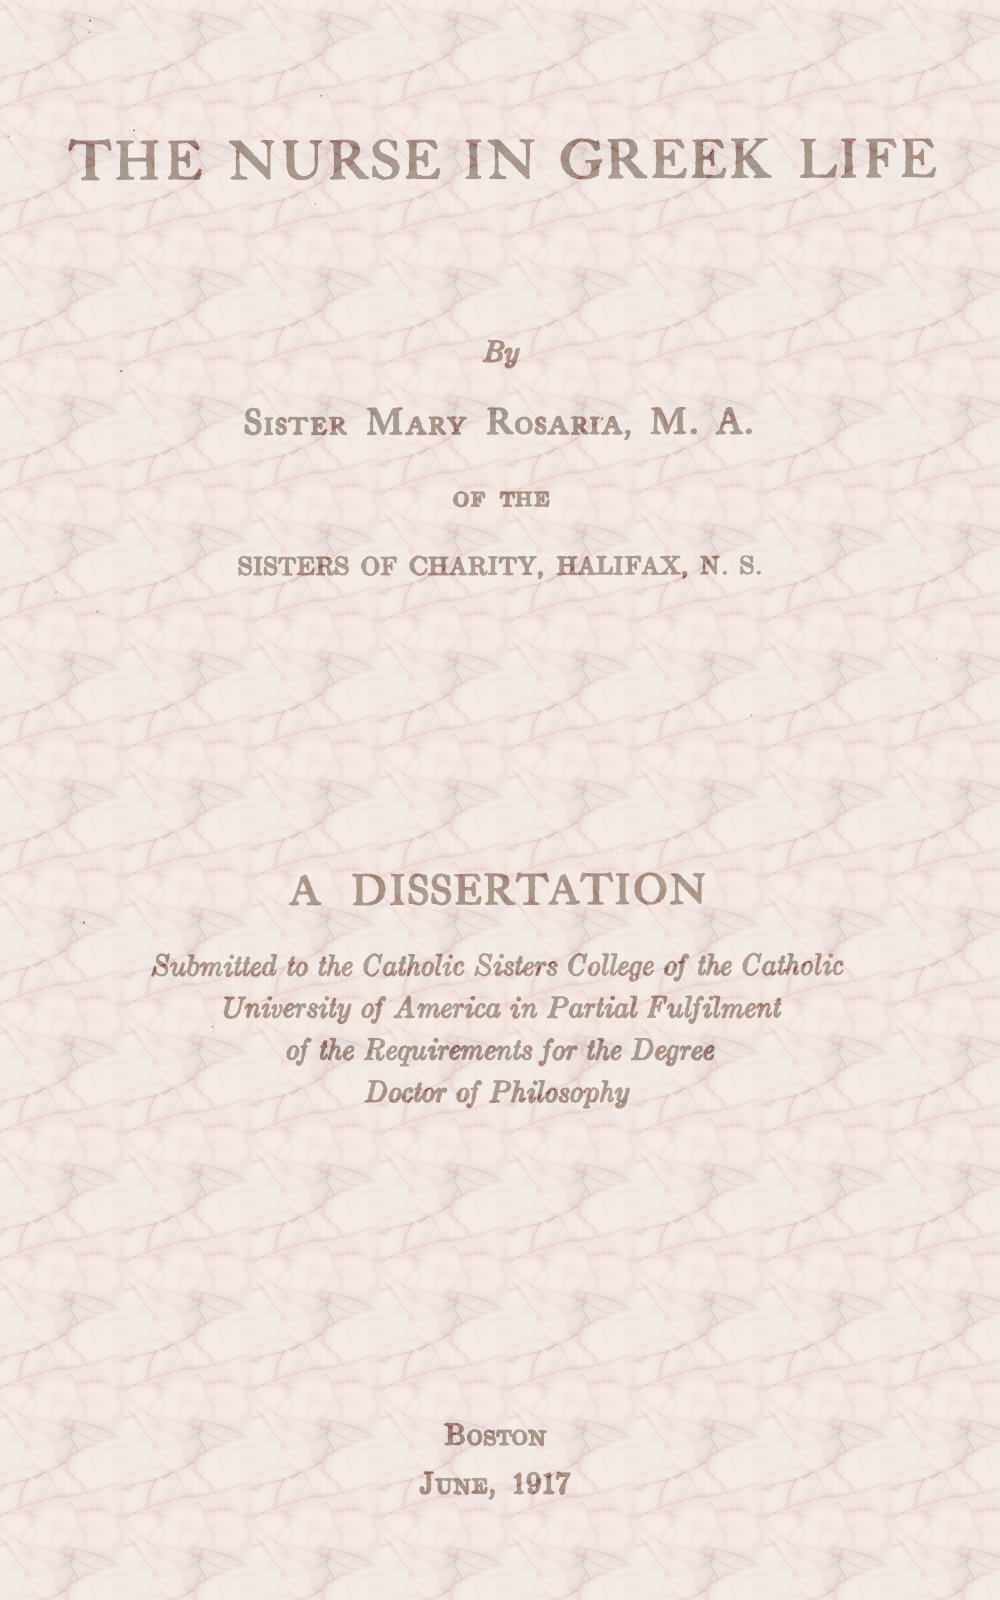 THE NURSE IN GREEK LIFE
By
Sister Mary Rosaria, M. A.
OF THE
SISTERS OF CHARITY, HALIFAX, N. S.
A DISSERTATION
Submitted to the Catholic Sisters College of the Catholic
University of America in Partial Fulfilment
of the Requirements for the Degree
Doctor of Philosophy
Boston
June, 1917